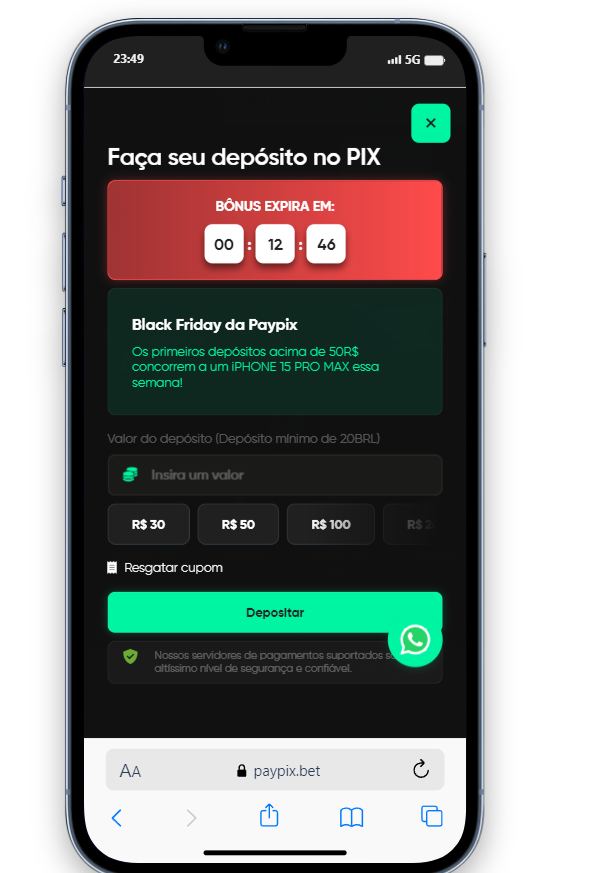 23:49
5G
×
Faça seu depósito no PIX
BÔNUS EXPIRA EM:
00 : 12 : 46
Black Friday da Paypix
Os primeiros depósitos acima de 50R$
concorrem a um iPHONE 15 PRO MAX essa
semana!
Valor do depósito (Depósito mínimo de 20BRL)
Insira um valor
R$ 30 R$ 50 R$ 100 R$
Resgatar cupom
Depositar
Nossos servidores de pagamentos suportados
altíssimo nível de segurança e confiável.
AA paypix.bet